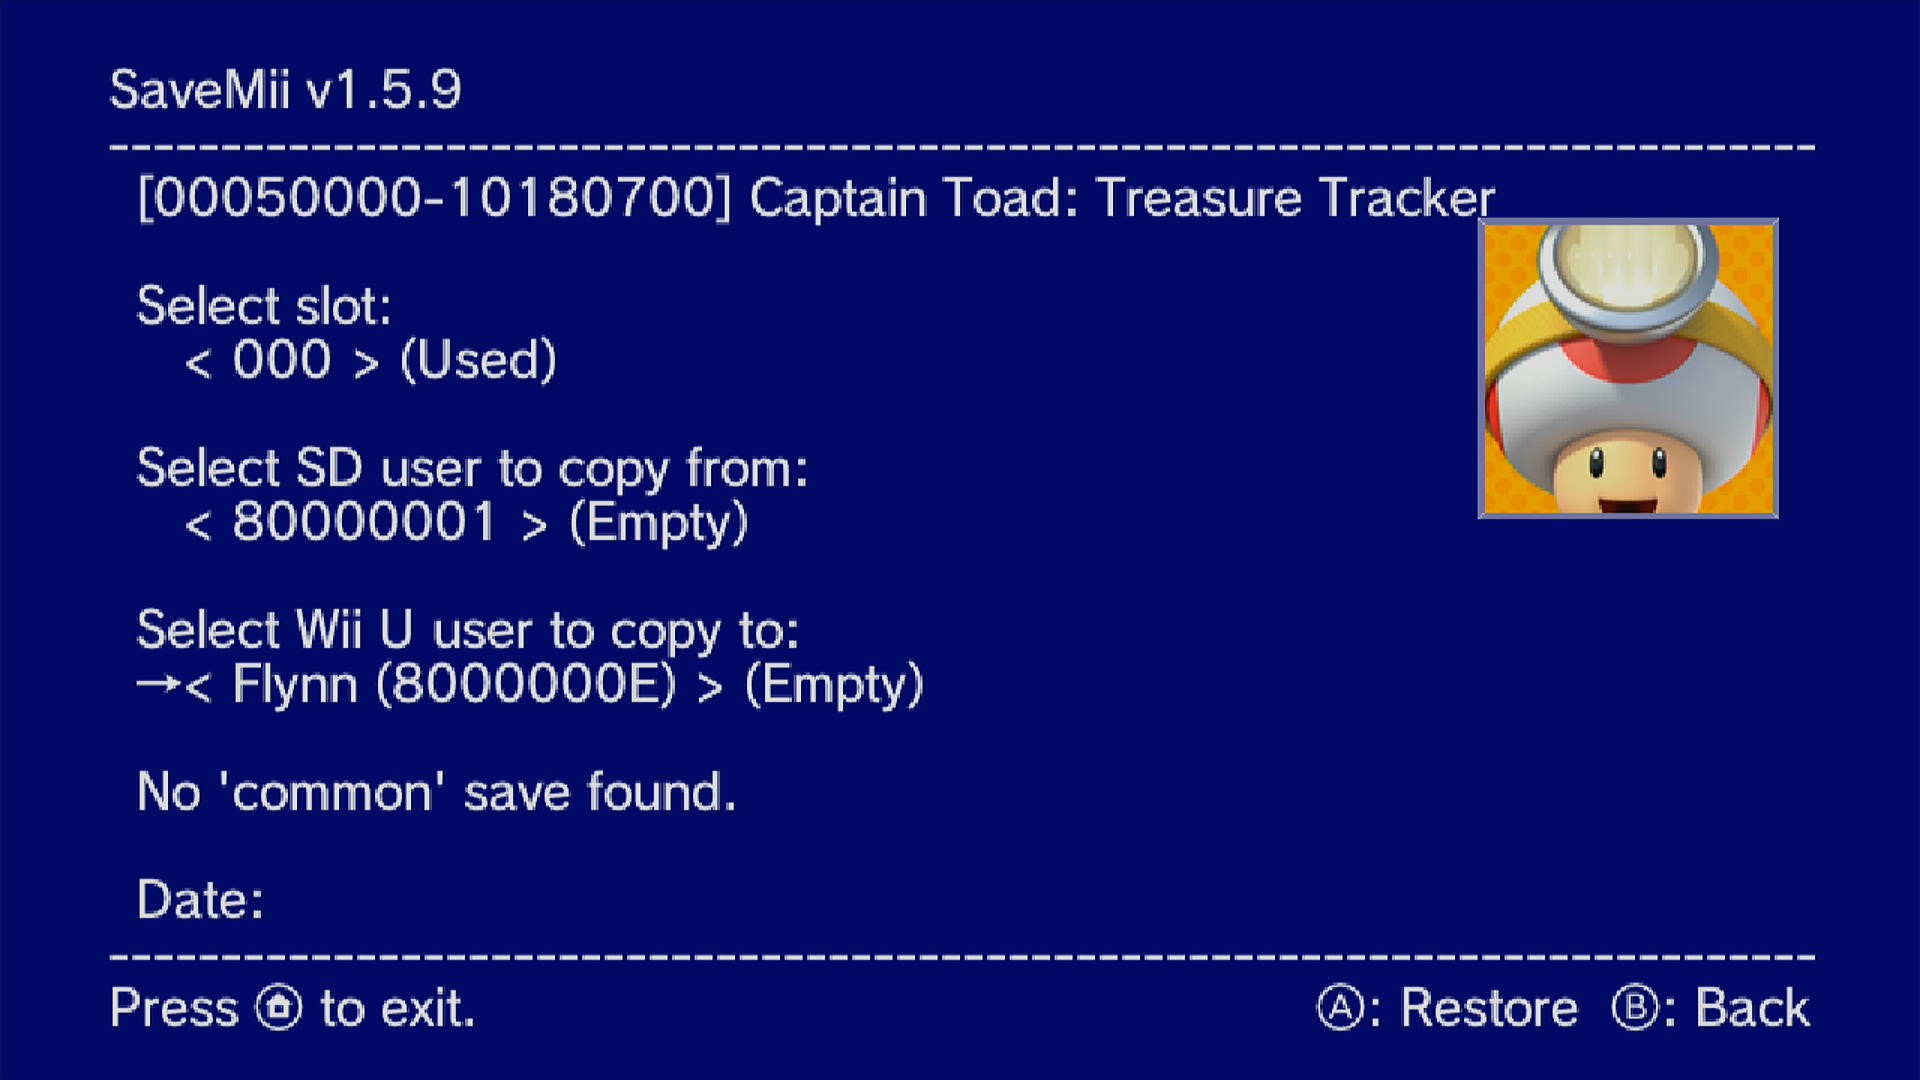 SaveMii v1.5.9
--------------------------------------------------------------------------------
[00050000-10180700] Captain Toad: Treasure Tracker
Select slot:
< 000 > (Used)
Select SD user to copy from:
< 80000001 > (Empty)
Select Wii U user to copy to:
→< Flynn (8000000E) > (Empty)
No 'common' save found.
Date:
--------------------------------------------------------------------------------
Press to exit.
Ⓐ: Restore Ⓑ: Back